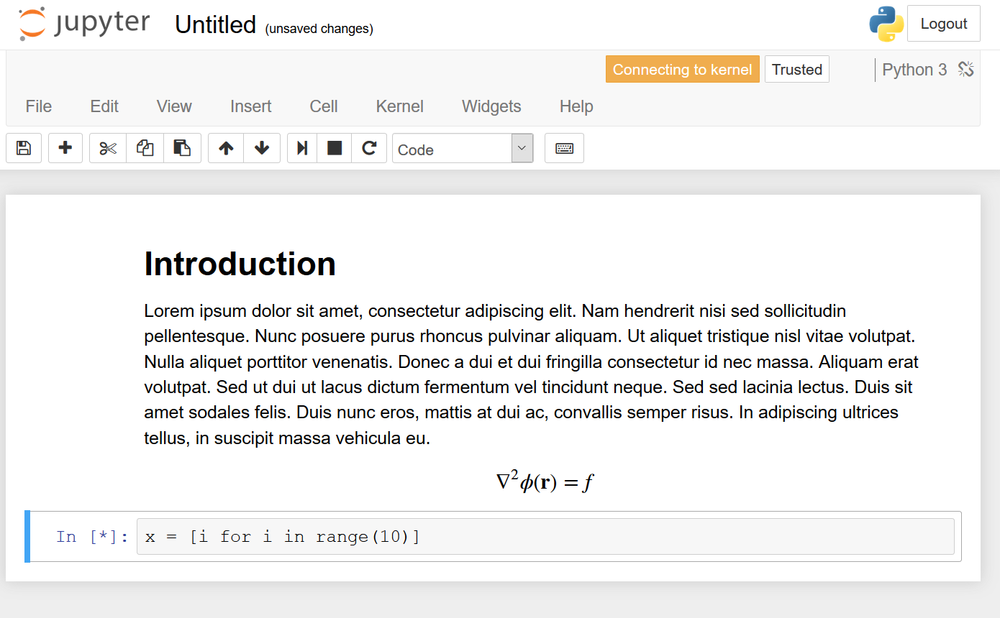 jupyter Untitled (unsaved changes) Logout
Connecting to kernel Trusted Python 3
File Edit View Insert Cell Kernel Widgets Help
Code
Introduction
Lorem ipsum dolor sit amet, consectetur adipiscing elit. Nam hendrerit nisi sed sollicitudin
pellentesque. Nunc posuere purus rhoncus pulvinar aliquam. Ut aliquet tristique nisl vitae volutpat.
Nulla aliquet porttitor venenatis. Donec a dui et dui fringilla consectetur id nec massa. Aliquam erat
volutpat. Sed ut dui ut lacus dictum fermentum vel tincidunt neque. Sed sed lacinia lectus. Duis sit
amet sodales felis. Duis nunc eros, mattis at dui ac, convallis semper risus. In adipiscing ultrices
tellus, in suscipit massa vehicula eu.
∇²ϕ(r) = f
In [*]: x = [i for i in range(10)]